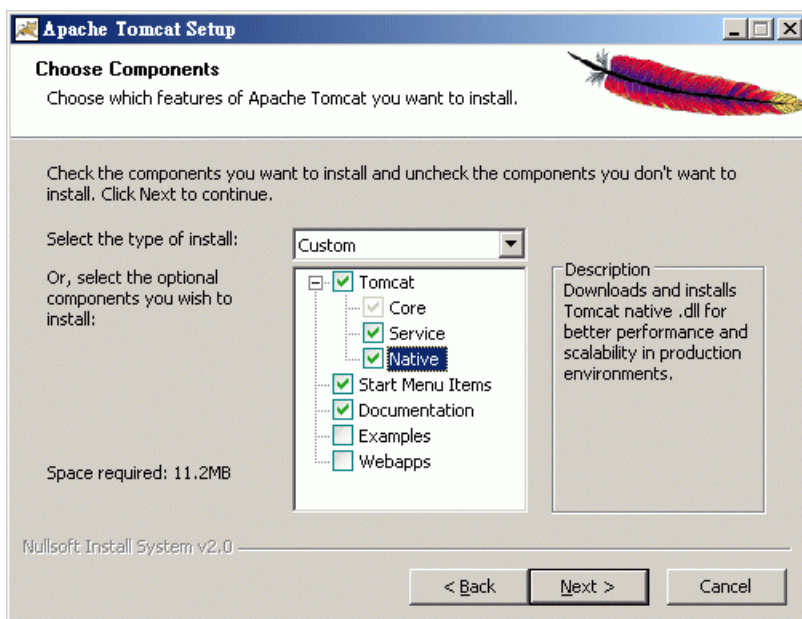 Apache Tomcat Setup
Choose Components
Choose which features of Apache Tomcat you want to install.
Check the components you want to install and uncheck the components you don't want to
install. Click Next to continue.
Select the type of install:
Custom
Or, select the optional
components you wish to
install:
Tomcat
Core
Service
Native
Start Menu Items
Documentation
Examples
Webapps
Description
Downloads and installs
Tomcat native .dll for
better performance and
scalability in production
environments.
Space required: 11.2MB
Nullsoft Install System v2.0
< Back
Next >
Cancel